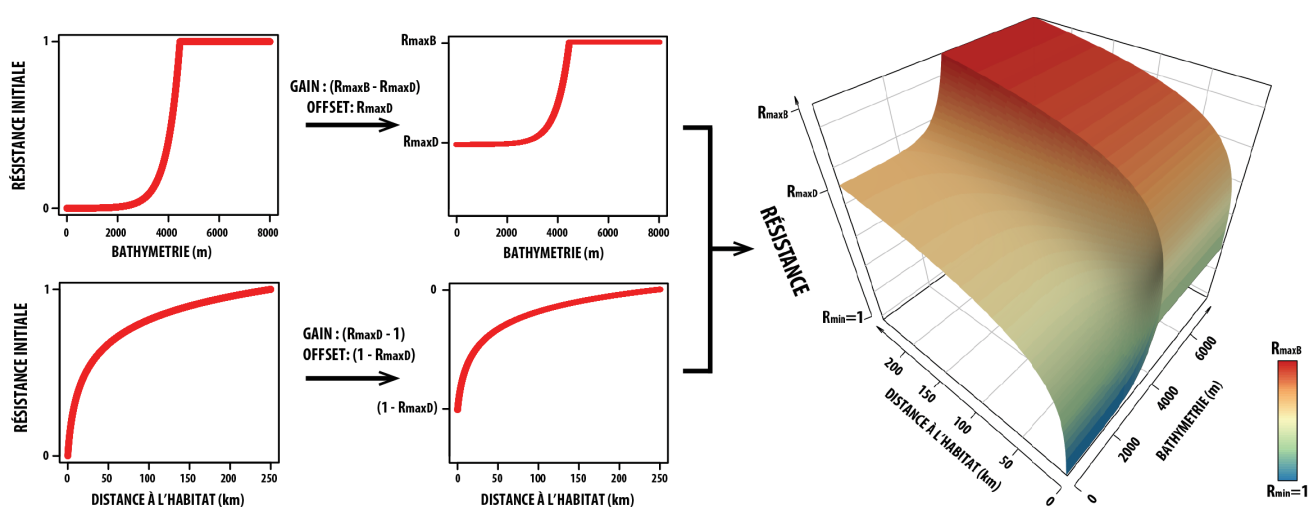 RÉSISTANCE INITIALE
1
0
0 2000 4000 6000 8000
BATHYMETRIE (m)
GAIN : (RmaxB - RmaxD)
OFFSET: RmaxD
RmaxB
RmaxD
0 2000 4000 6000 8000
BATHYMETRIE (m)
RÉSISTANCE INITIALE
1
0
0 50 100 150 200 250
DISTANCE À L'HABITAT (km)
GAIN : (RmaxD - 1)
OFFSET: (1 - RmaxD)
0
(1 - RmaxD)
0 50 100 150 200 250
DISTANCE À L'HABITAT (km)
RÉSISTANCE
RmaxB
RmaxD
Rmin=1
200 150 100 50 0
DISTANCE À L'HABITAT (km)
0 2000 4000 6000
BATHYMETRIE (m)
RmaxB
Rmin=1